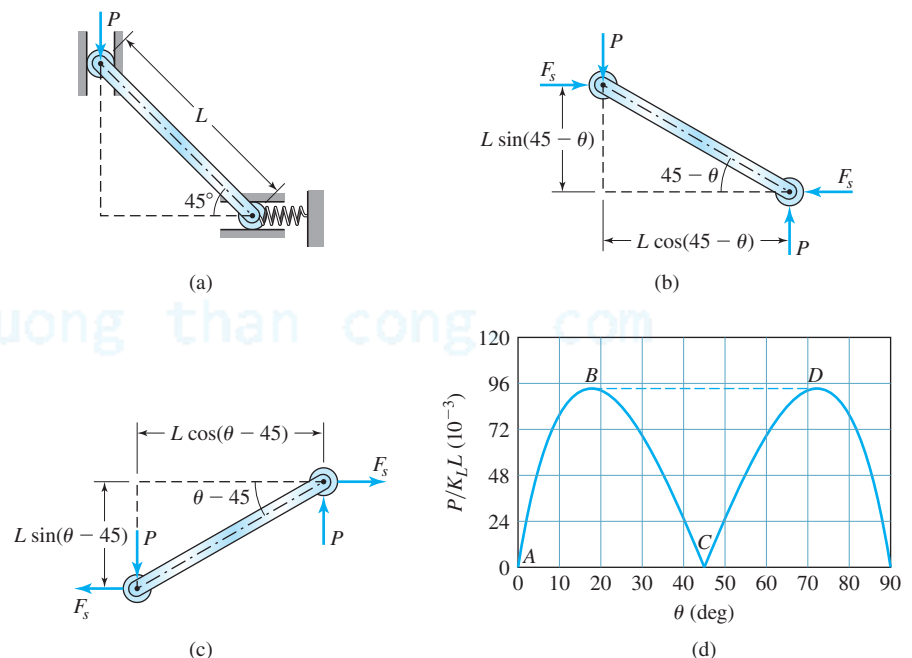 P
L
45°
(a)
P
F_s
L sin(45 − θ)
45 − θ
F_s
L cos(45 − θ)
P
(b)
uong than cong . com
L cos(θ − 45)
F_s
θ − 45
L sin(θ − 45)
P
P
F_s
(c)
120
96
72
48
24
0
P/K_L L (10⁻³)
B
D
A
C
0 10 20 30 40 50 60 70 80 90
θ (deg)
(d)